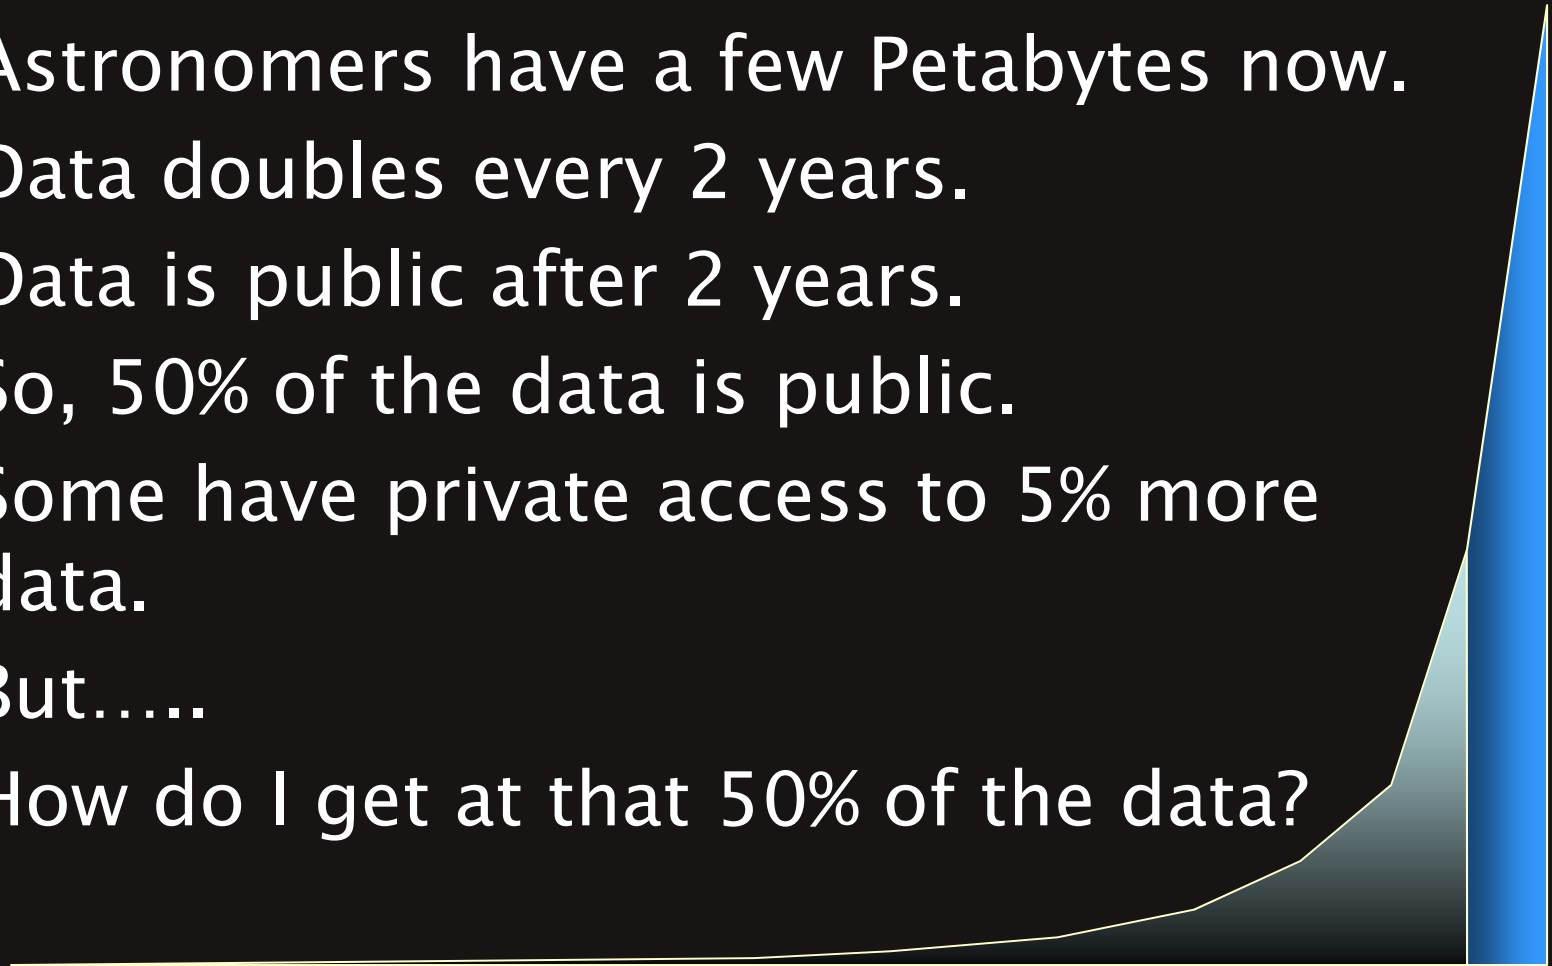 Astronomers have a few Petabytes now.
Data doubles every 2 years.
Data is public after 2 years.
So, 50% of the data is public.
Some have private access to 5% more
data.
But…..
How do I get at that 50% of the data?